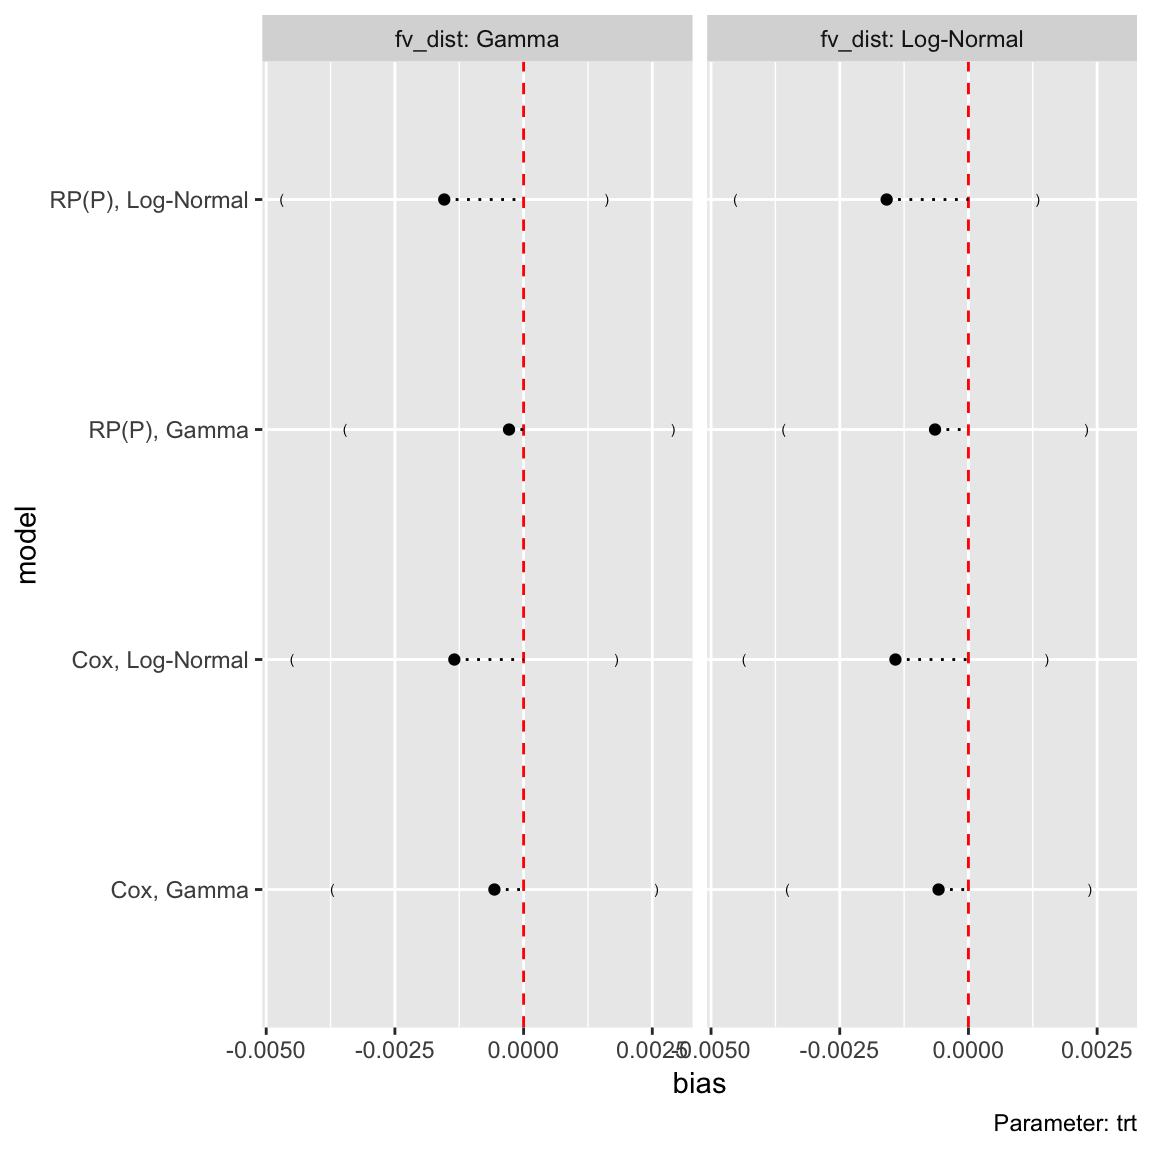 fv_dist: Gamma
fv_dist: Log-Normal
RP(P), Log-Normal
( )
( )
RP(P), Gamma
( )
( )
model
Cox, Log-Normal
( )
( )
Cox, Gamma
( )
( )
-0.0050 -0.0025 0.0000 0.0025
-0.0050 -0.0025 0.0000 0.0025
bias
Parameter: trt